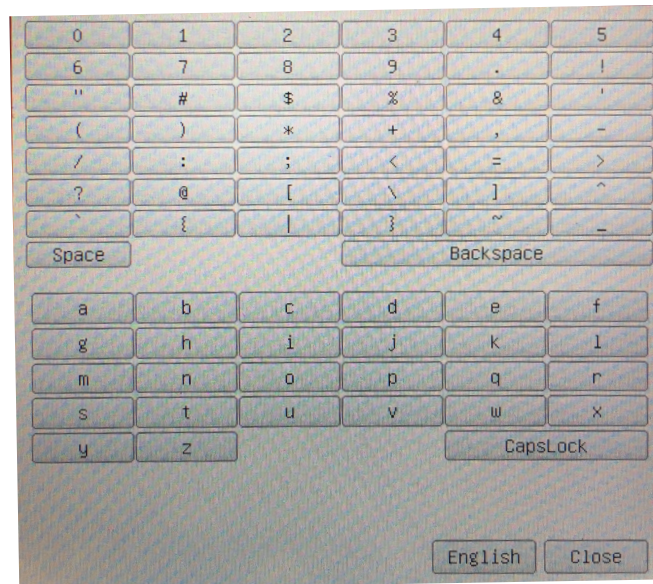 0 1 2 3 4 5
6 7 8 9 . !
" # $ % & '
( ) * + , -
/ : ; < = >
? @ [ \ ] ^
` { | } ~ _
Space Backspace
a b c d e f
g h i j k l
m n o p q r
s t u v w x
y z CapsLock
English Close